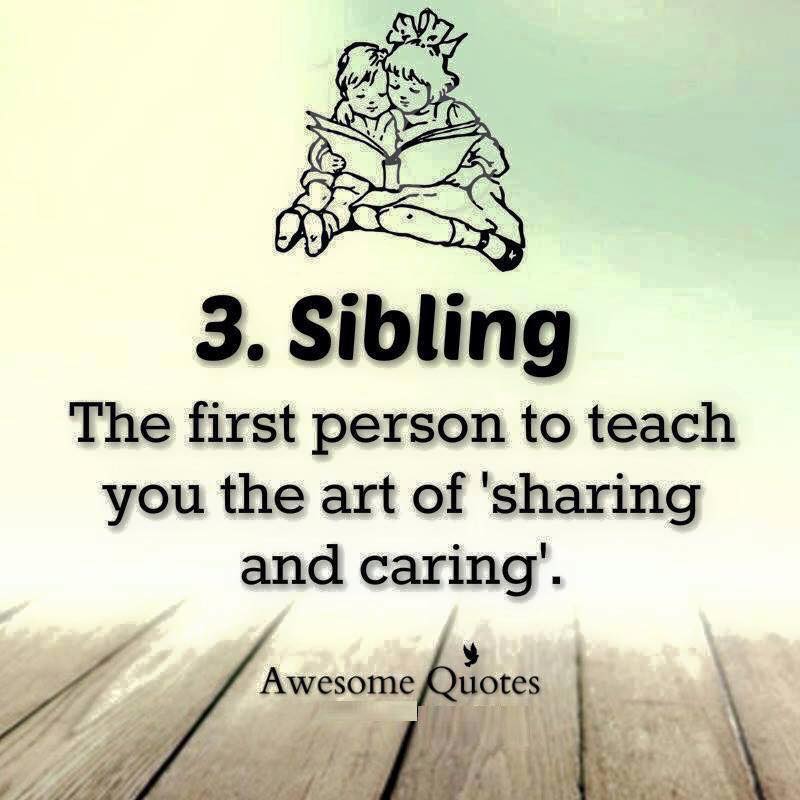 3. Sibling
The first person to teach
you the art of 'sharing
and caring'.
Awesome Quotes